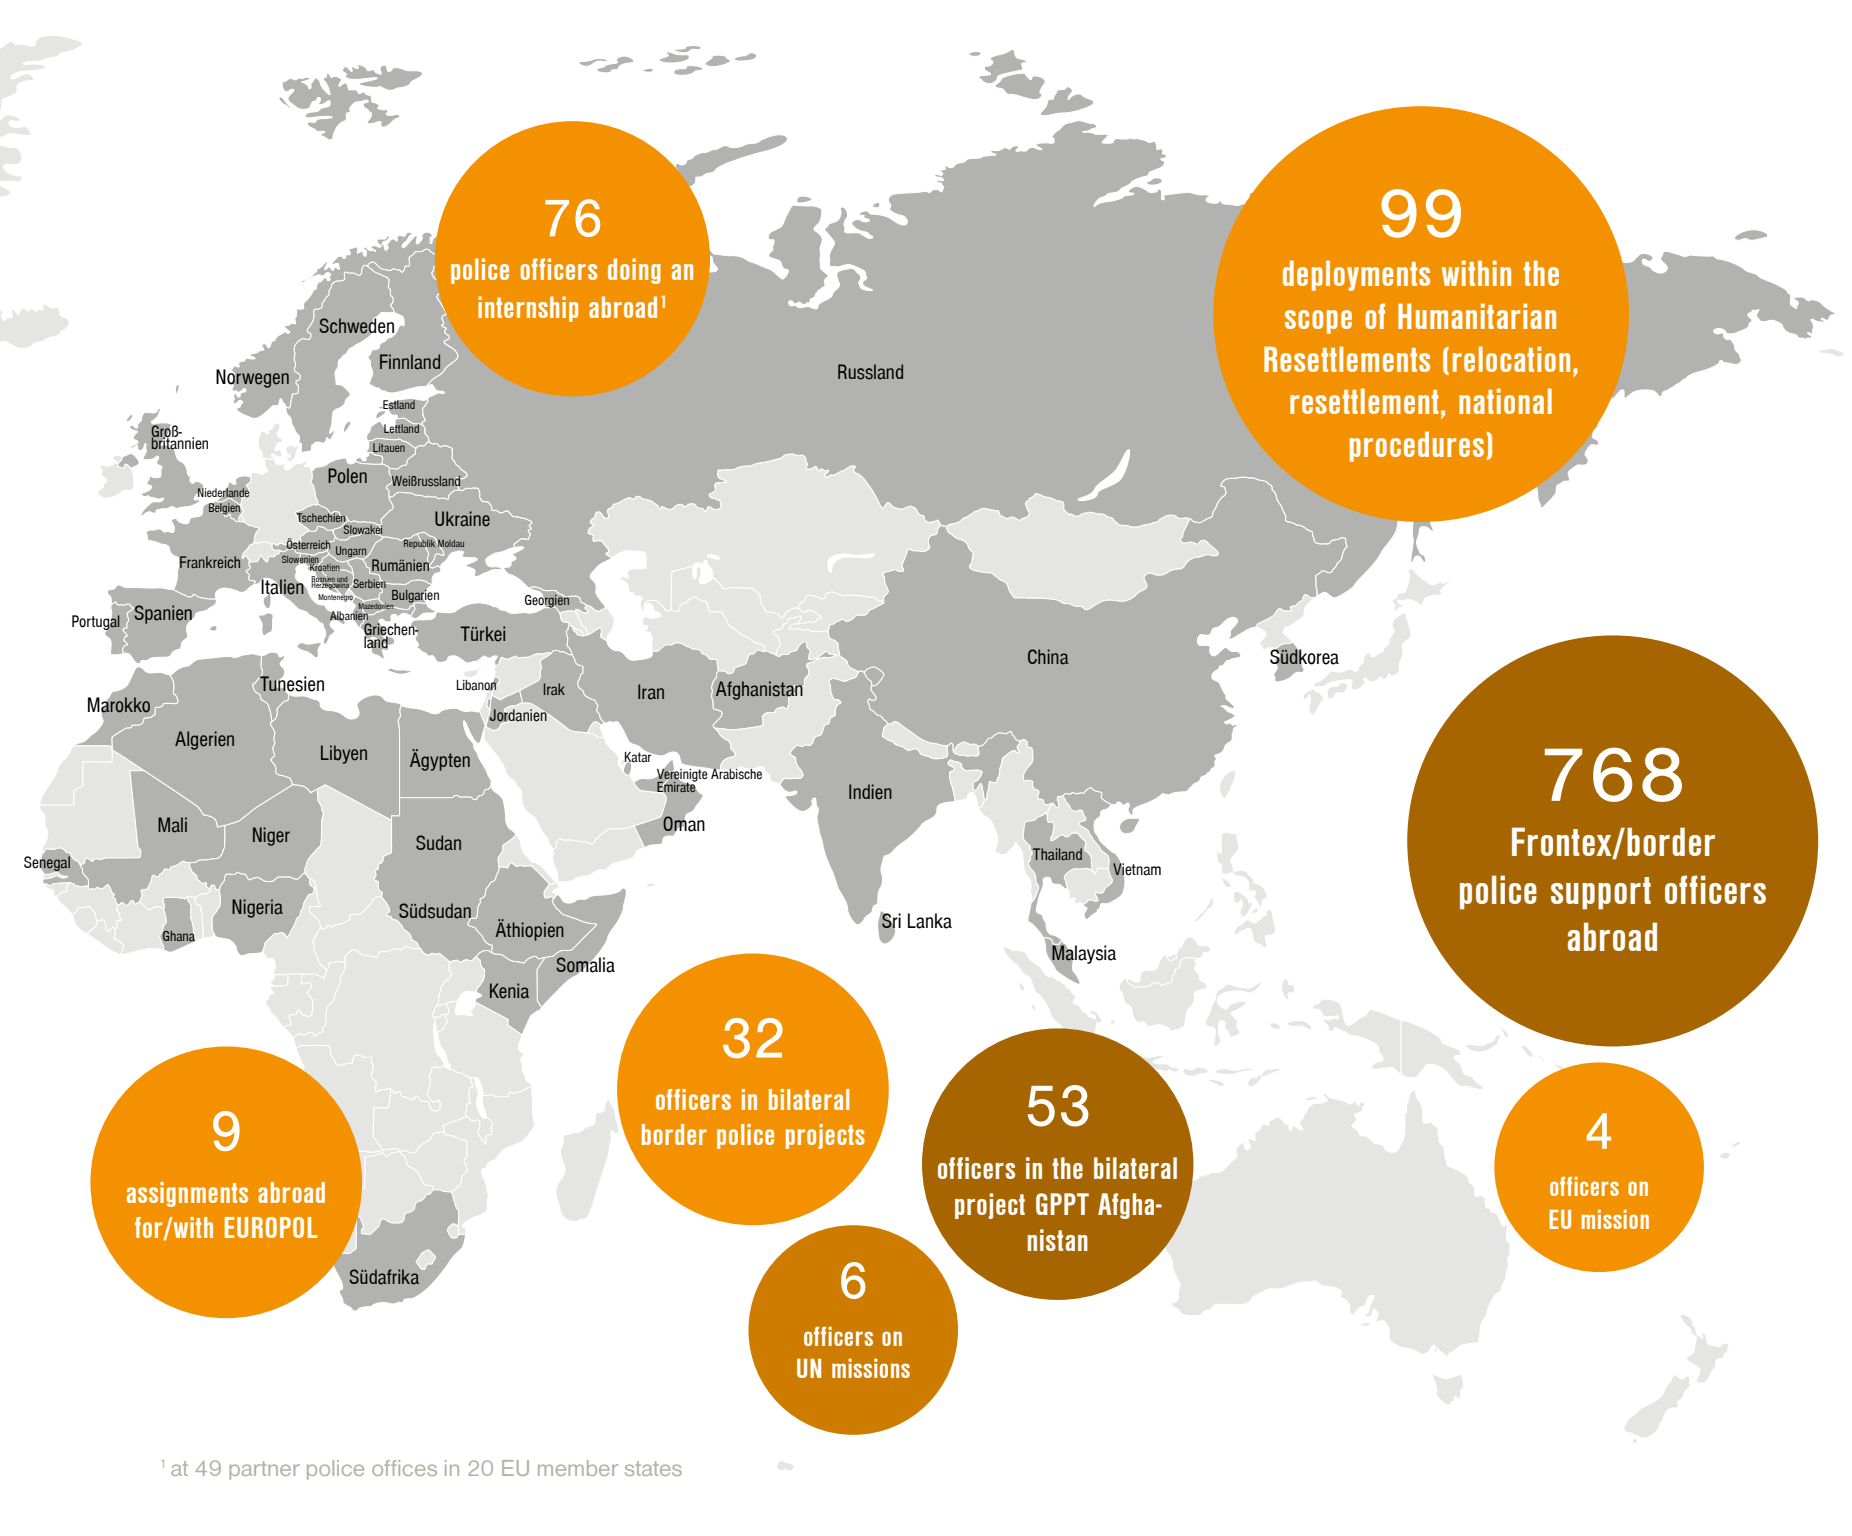 76
police officers doing an
internship abroad¹
99
deployments within the
scope of Humanitarian
Resettlements (relocation,
resettlement, national
procedures)
Schweden
Finnland
Norwegen
Russland
Estland
Lettland
Litauen
Groß-
britannien
Polen
Weißrussland
Niederlande
Belgien
Tschechien
Ukraine
Slowakei
Österreich
Ungarn
Republik Moldau
Frankreich
Slowenien
Kroatien
Rumänien
Italien
Bosnien und
Herzegowina
Serbien
Montenegro
Bulgarien
Mazedonien
Albanien
Georgien
Portugal
Spanien
Griechen-
land
Türkei
China
Südkorea
Marokko
Tunesien
Libanon
Irak
Iran
Afghanistan
Jordanien
Algerien
Libyen
Ägypten
Katar
Vereinigte Arabische
Emirate
Indien
Oman
Mali
Niger
Sudan
Senegal
Thailand
Vietnam
Nigeria
Südsudan
Ghana
Äthiopien
Sri Lanka
Somalia
Malaysia
Kenia
768
Frontex/border
police support officers
abroad
32
officers in bilateral
border police projects
53
officers in the bilateral
project GPPT Afgha-
nistan
4
officers on
EU mission
9
assignments abroad
for/with EUROPOL
Südafrika
6
officers on
UN missions
¹ at 49 partner police offices in 20 EU member states